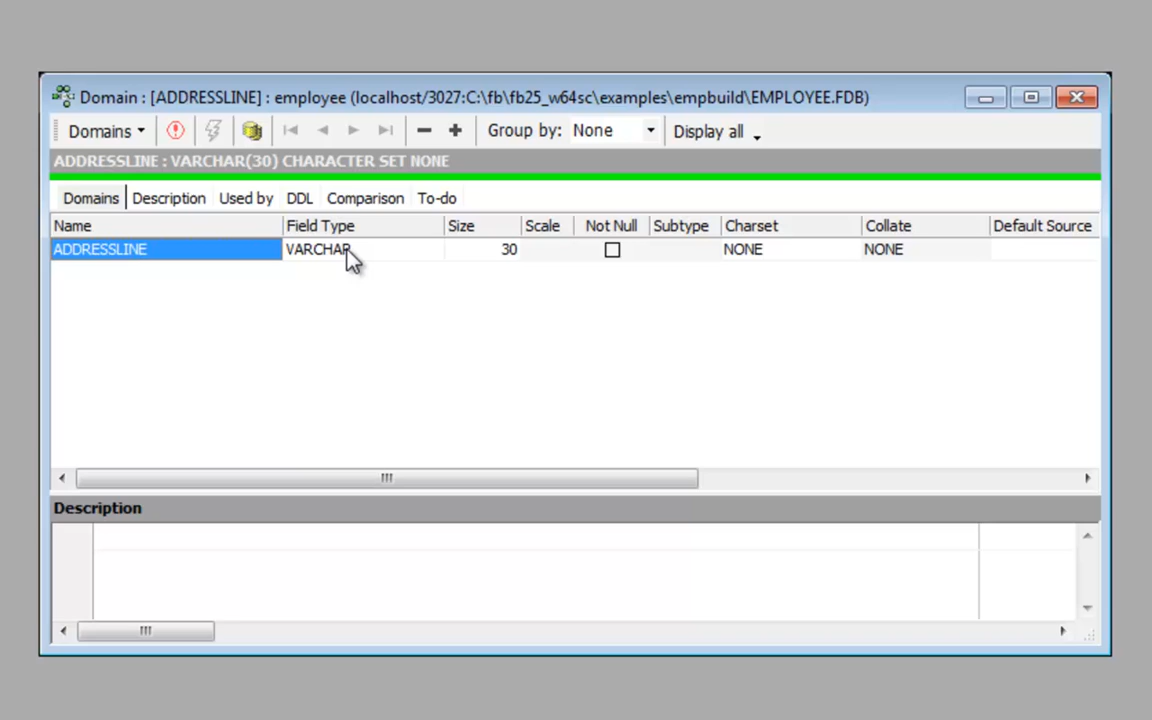 Domain : [ADDRESSLINE] : employee (localhost/3027:C:\fb\fb25_w64sc\examples\empbuild\EMPLOYEE.FDB)
Domains Group by: None Display all
ADDRESSLINE : VARCHAR(30) CHARACTER SET NONE
Domains Description Used by DDL Comparison To-do
Name Field Type Size Scale Not Null Subtype Charset Collate Default Source
ADDRESSLINE VARCHAR 30 NONE NONE
Description